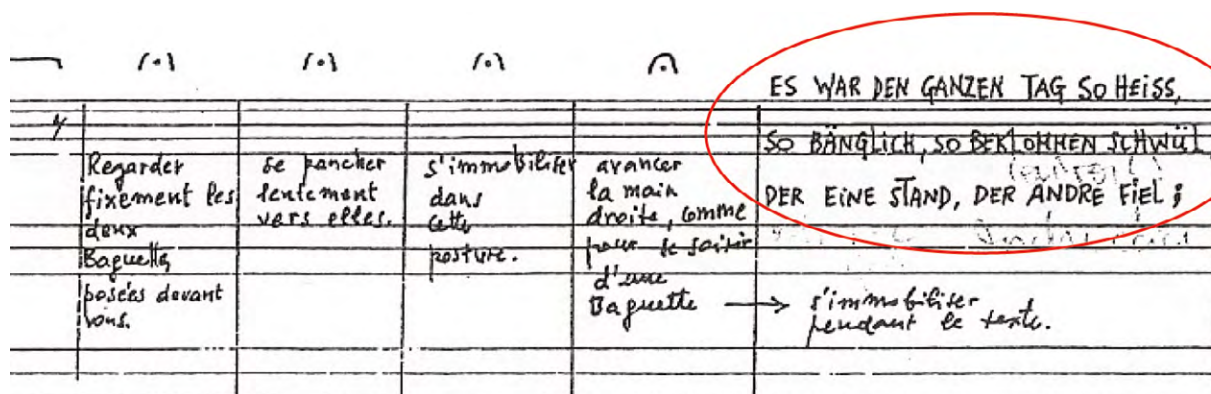 ES WAR DEN GANZEN TAG SO HEISS,
SO BÄNGLICH, SO BEKLOMMEN SCHWÜL,
DER EINE STAND, DER ANDRE FIEL ;
Regarder
fixement les
deux
Baguettes
posées devant
vous.
se pancher
lentement
vers elles.
s'immobiliser
dans
cette
posture.
avancer
la main
droite, comme
pour se saisir
d'une
Baguette →
s'immobiliser
pendant le texte.